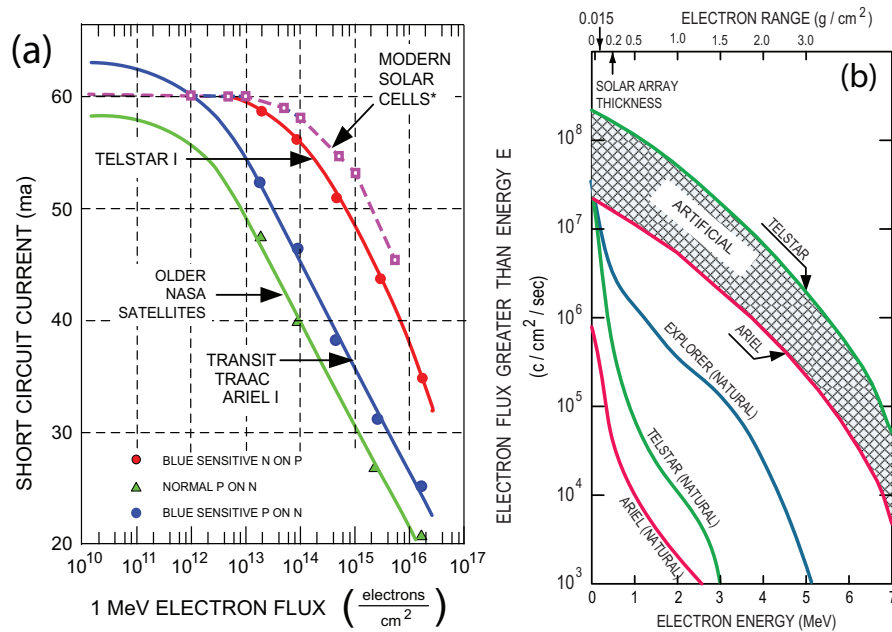 (a)
SHORT CIRCUIT CURRENT (ma)
60
50
40
30
20
MODERN
SOLAR
CELLS*
TELSTAR I
OLDER
NASA
SATELLITES
TRANSIT
TRAAC
ARIEL I
BLUE SENSITIVE N ON P
NORMAL P ON N
BLUE SENSITIVE P ON N
10^10 10^11 10^12 10^13 10^14 10^15 10^16 10^17
1 MeV ELECTRON FLUX (electrons/cm^2)
(b)
ELECTRON RANGE (g / cm^2)
0.015
0 0.2 0.5 1.0 2.0 3.0
SOLAR ARRAY
THICKNESS
ELECTRON FLUX GREATER THAN ENERGY E
(c / cm^2 / sec)
10^8
10^7
10^6
10^5
10^4
10^3
ARTIFICIAL
TELSTAR
ARIEL
EXPLORER (NATURAL)
TELSTAR (NATURAL)
ARIEL (NATURAL)
0 1 2 3 4 5 6 7
ELECTRON ENERGY (MeV)